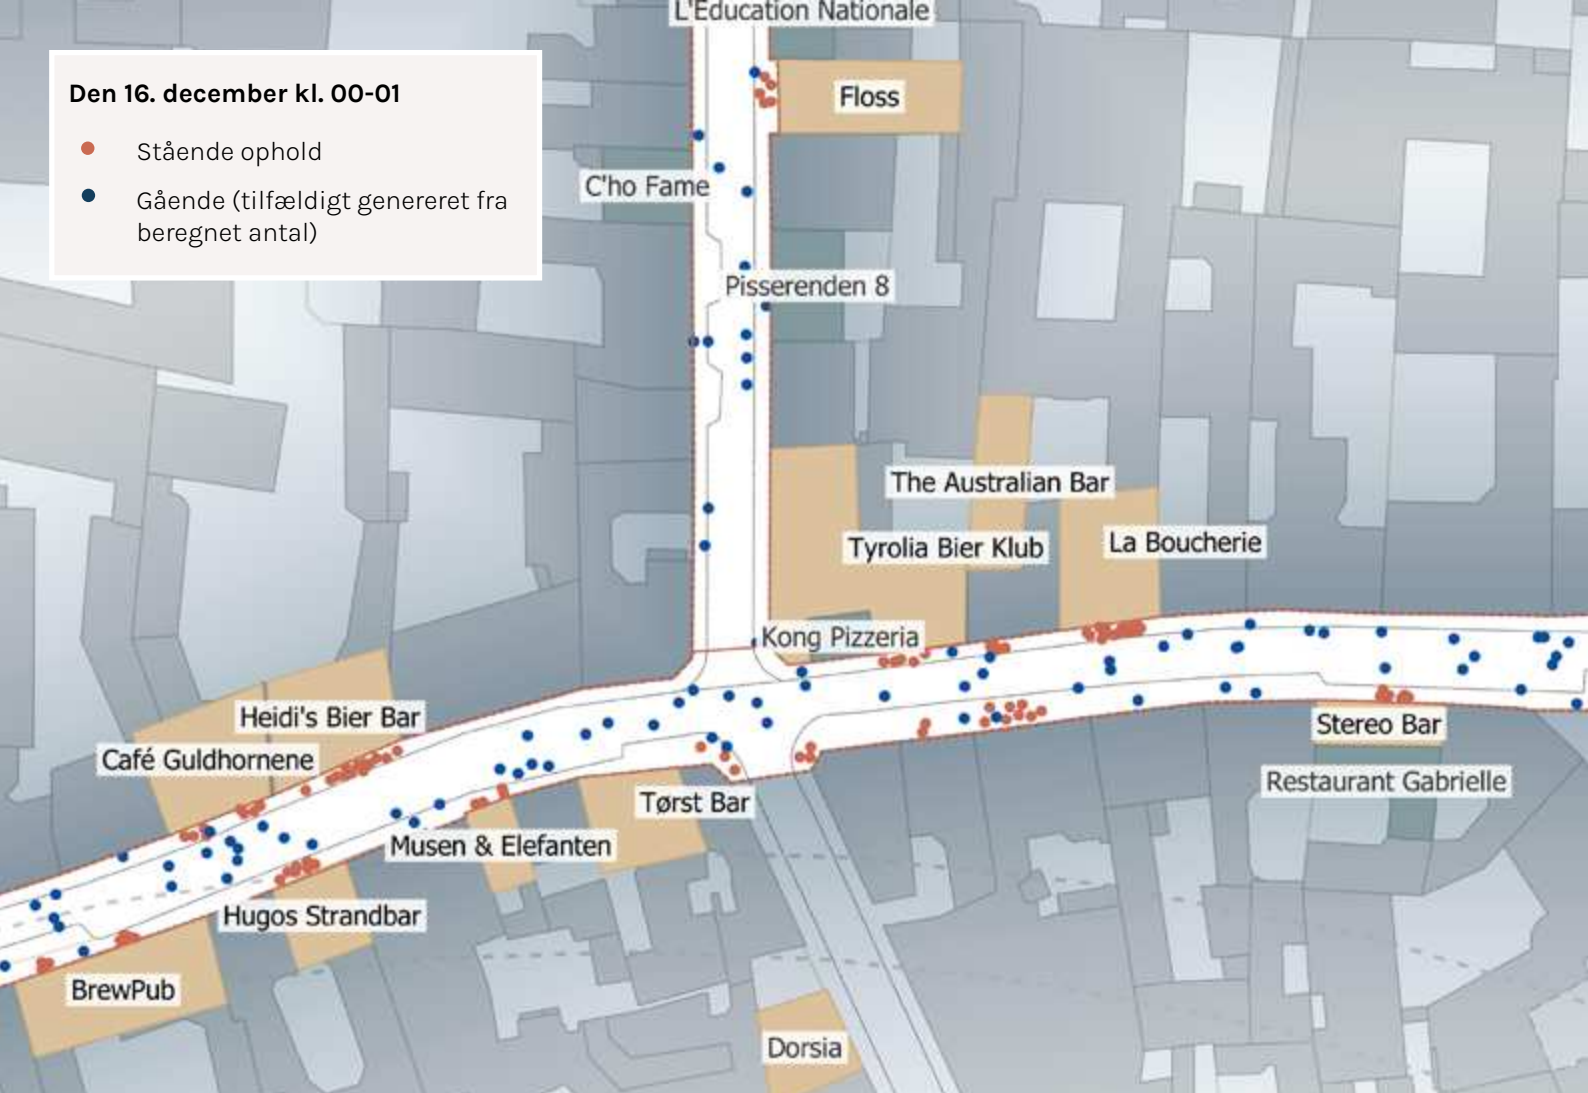 L'Éducation Nationale
Den 16. december kl. 00-01
Stående ophold
Gående (tilfældigt genereret fra
beregnet antal)
Floss
C'ho Fame
Pisserenden 8
The Australian Bar
Tyrolia Bier Klub
La Boucherie
Kong Pizzeria
Heidi's Bier Bar
Café Guldhornene
Stereo Bar
Restaurant Gabrielle
Tørst Bar
Musen & Elefanten
Hugos Strandbar
BrewPub
Dorsia